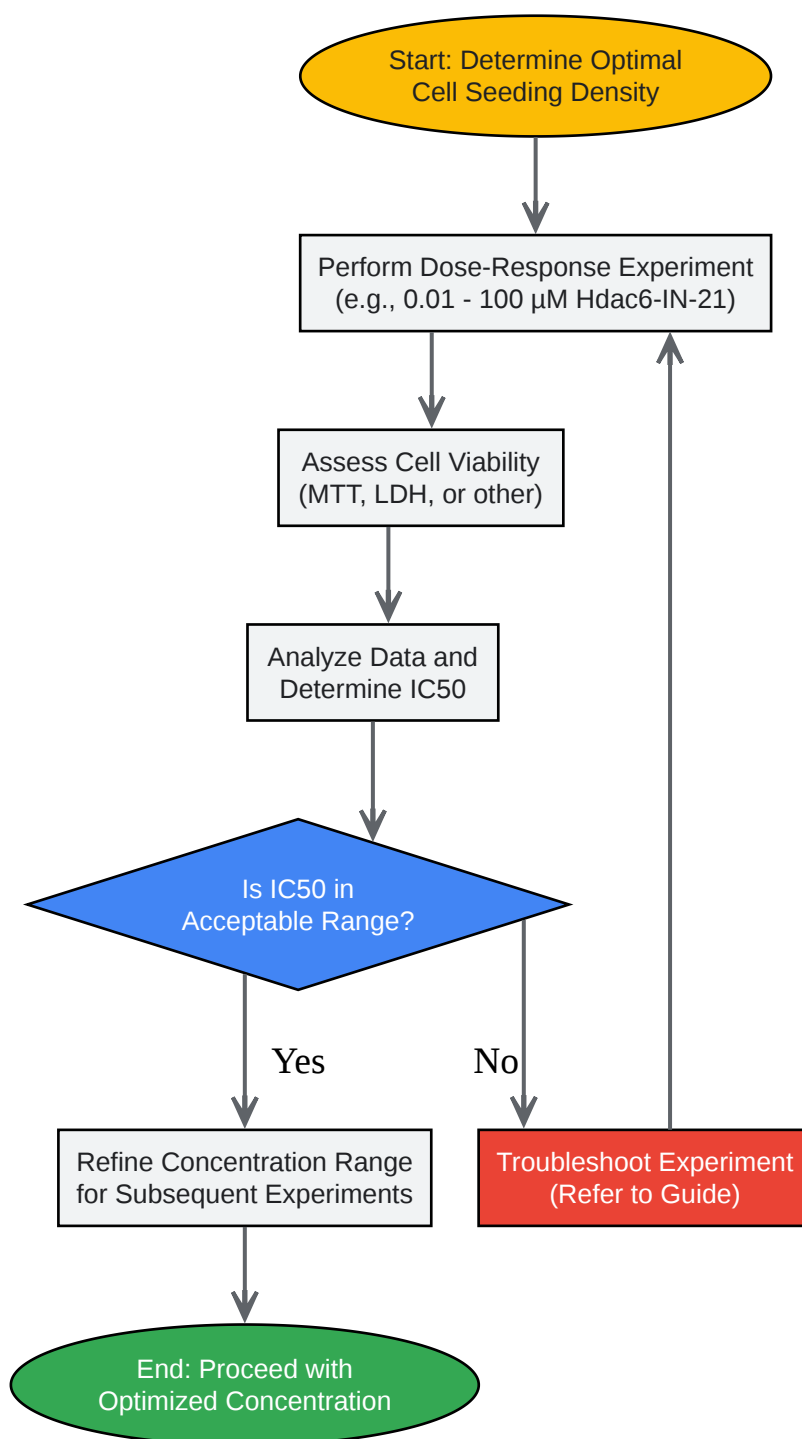 Start: Determine Optimal
Cell Seeding Density
Perform Dose-Response Experiment
(e.g., 0.01 - 100 µM Hdac6-IN-21)
Assess Cell Viability
(MTT, LDH, or other)
Analyze Data and
Determine IC50
Is IC50 in
Acceptable Range?
Yes
No
Refine Concentration Range
for Subsequent Experiments
Troubleshoot Experiment
(Refer to Guide)
End: Proceed with
Optimized Concentration